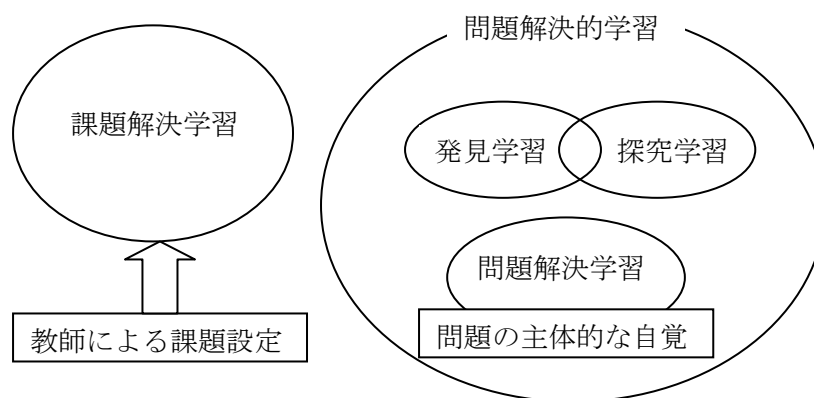 問題解決的学習
課題解決学習
発見学習
探究学習
問題解決学習
教師による課題設定
問題の主体的な自覚